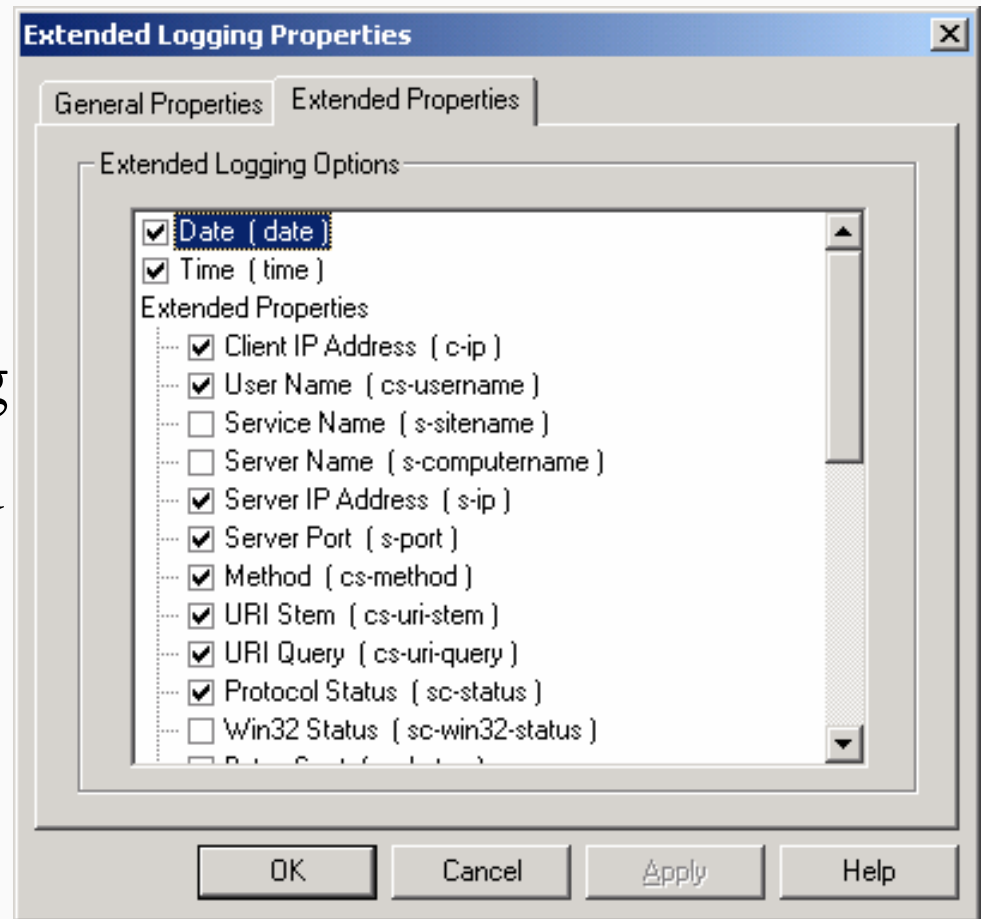 Extended Logging Properties
General Properties
Extended Properties
Extended Logging Options
Date ( date )
Time ( time )
Extended Properties
Client IP Address ( c-ip )
User Name ( cs-username )
Service Name ( s-sitename )
Server Name ( s-computername )
Server IP Address ( s-ip )
Server Port ( s-port )
Method ( cs-method )
URI Stem ( cs-uri-stem )
URI Query ( cs-uri-query )
Protocol Status ( sc-status )
Win32 Status ( sc-win32-status )
OK
Cancel
Apply
Help